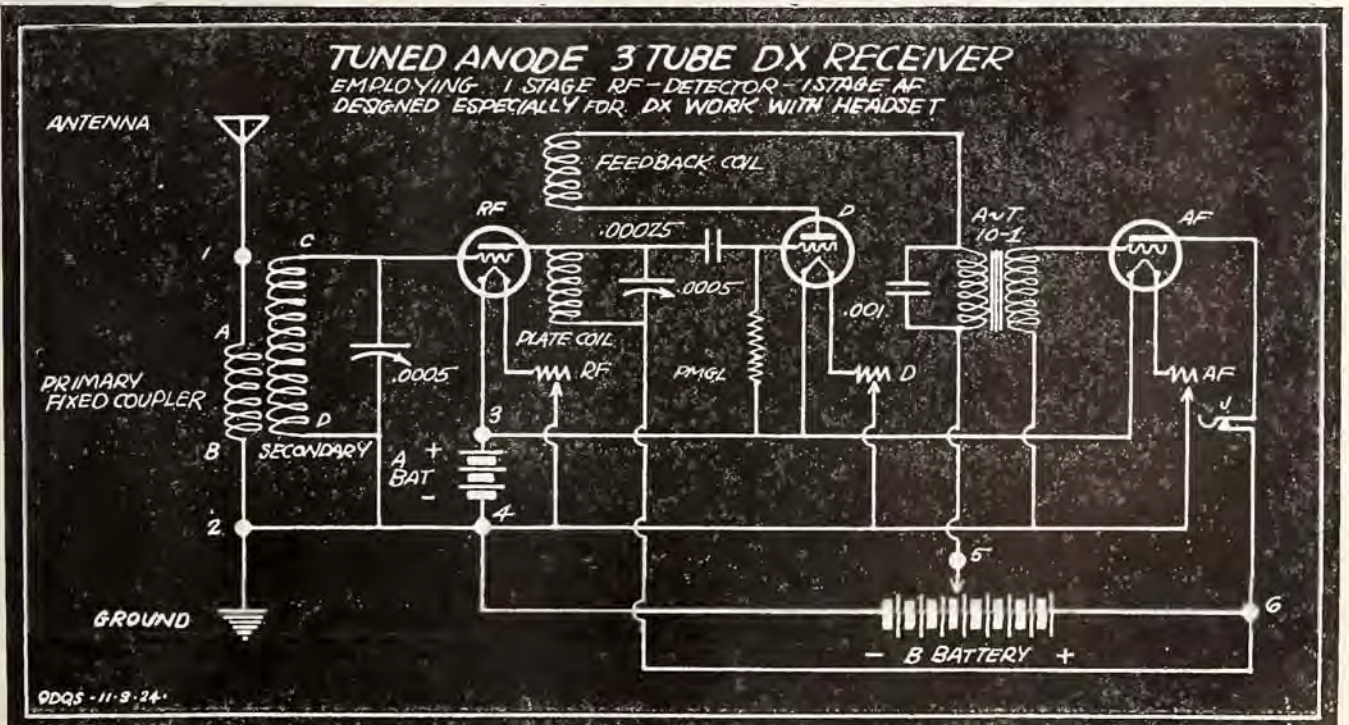 TUNED ANODE 3 TUBE DX RECEIVER
EMPLOYING 1 STAGE RF-DETECTOR-1 STAGE AF
DESIGNED ESPECIALLY FOR DX WORK WITH HEADSET
ANTENNA
FEEDBACK COIL
RF
.00025
D
A~T
10-1
AF
1
C
.0005
.001
A
PLATE COIL
PRIMARY
FIXED COUPLER
.0005
RF
PMGL
D
AF
J
D
B
SECONDARY
3
A
BAT
+
-
2
4
5
6
GROUND
- B BATTERY +
9DQS-11-9-24.